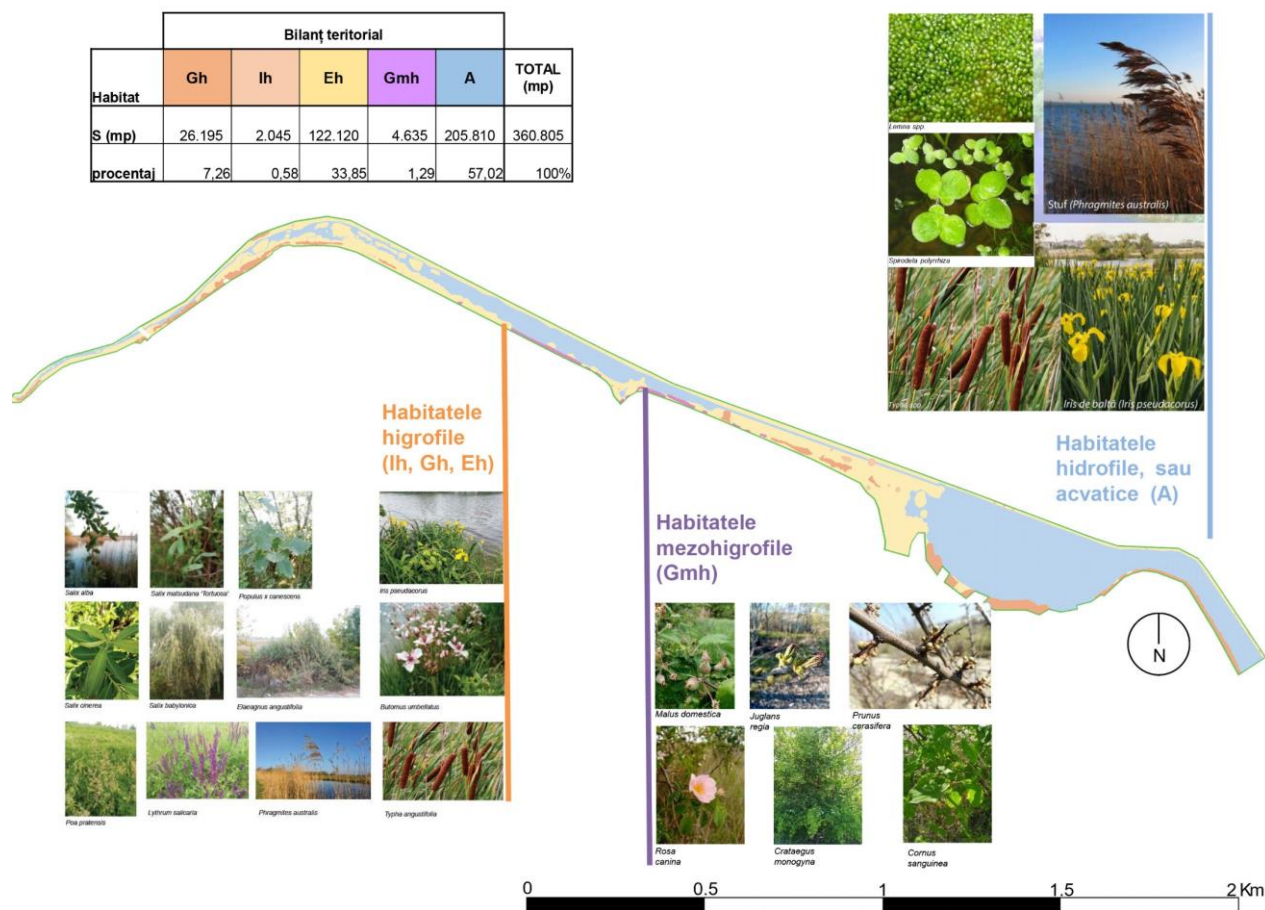 Bilanț teritorial
Habitat Gh Ih Eh Gmh A TOTAL (mp)
S (mp) 26.195 2.045 122.120 4.635 205.810 360.805
procentaj 7,26 0,58 33,85 1,29 57,02 100%
Lemna spp.
Stuf (Phragmites australis)
Spirodela polyrhiza
Typha spp.
Iris de baltă (Iris pseudacorus)
Habitatele
higrofile
(Ih, Gh, Eh)
Habitatele
hidrofile, sau
acvatice (A)
Habitatele
mezohigrofile
(Gmh)
N
Salix alba
Salix matsudana 'Tortuosa'
Populus x canescens
Iris pseudacorus
Salix cinerea
Salix babylonica
Elaeagnus angustifolia
Butomus umbellatus
Poa pratensis
Lythrum salicaria
Phragmites australis
Typha angustifolia
Malus domestica
Juglans
regia
Prunus
cerasifera
Rosa
canina
Crataegus
monogyna
Cornus
sanguinea
0 0.5 1 1.5 2 Km